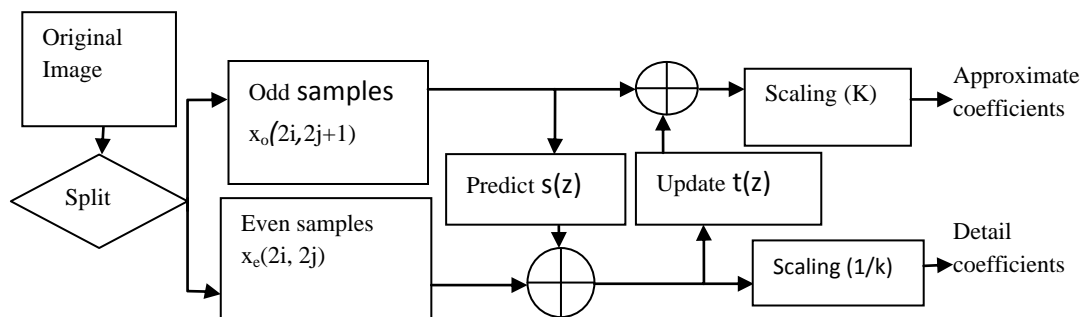 Original
Image
Split
Odd samples
xₒ(2i,2j+1)
Even samples
xₑ(2i, 2j)
Predict s(z)
Update t(z)
Scaling (K)
Scaling (1/k)
Approximate
coefficients
Detail
coefficients